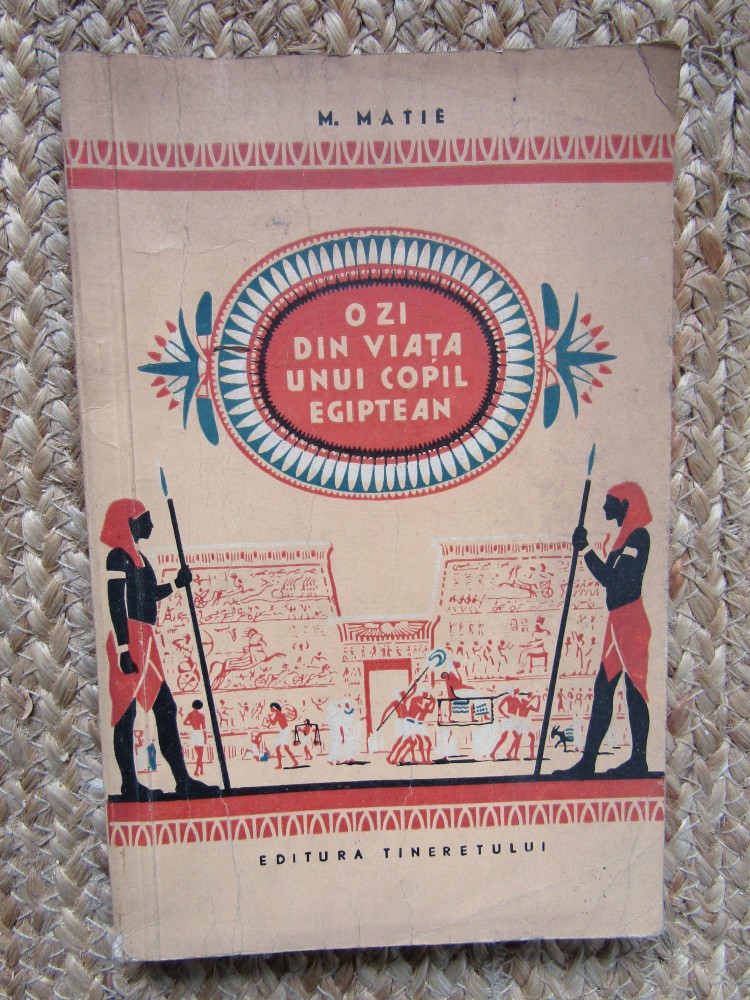 M. MATIE
O ZI
DIN VIAȚA
UNUI COPIL
EGIPTEAN
EDITURA TINERETULUI